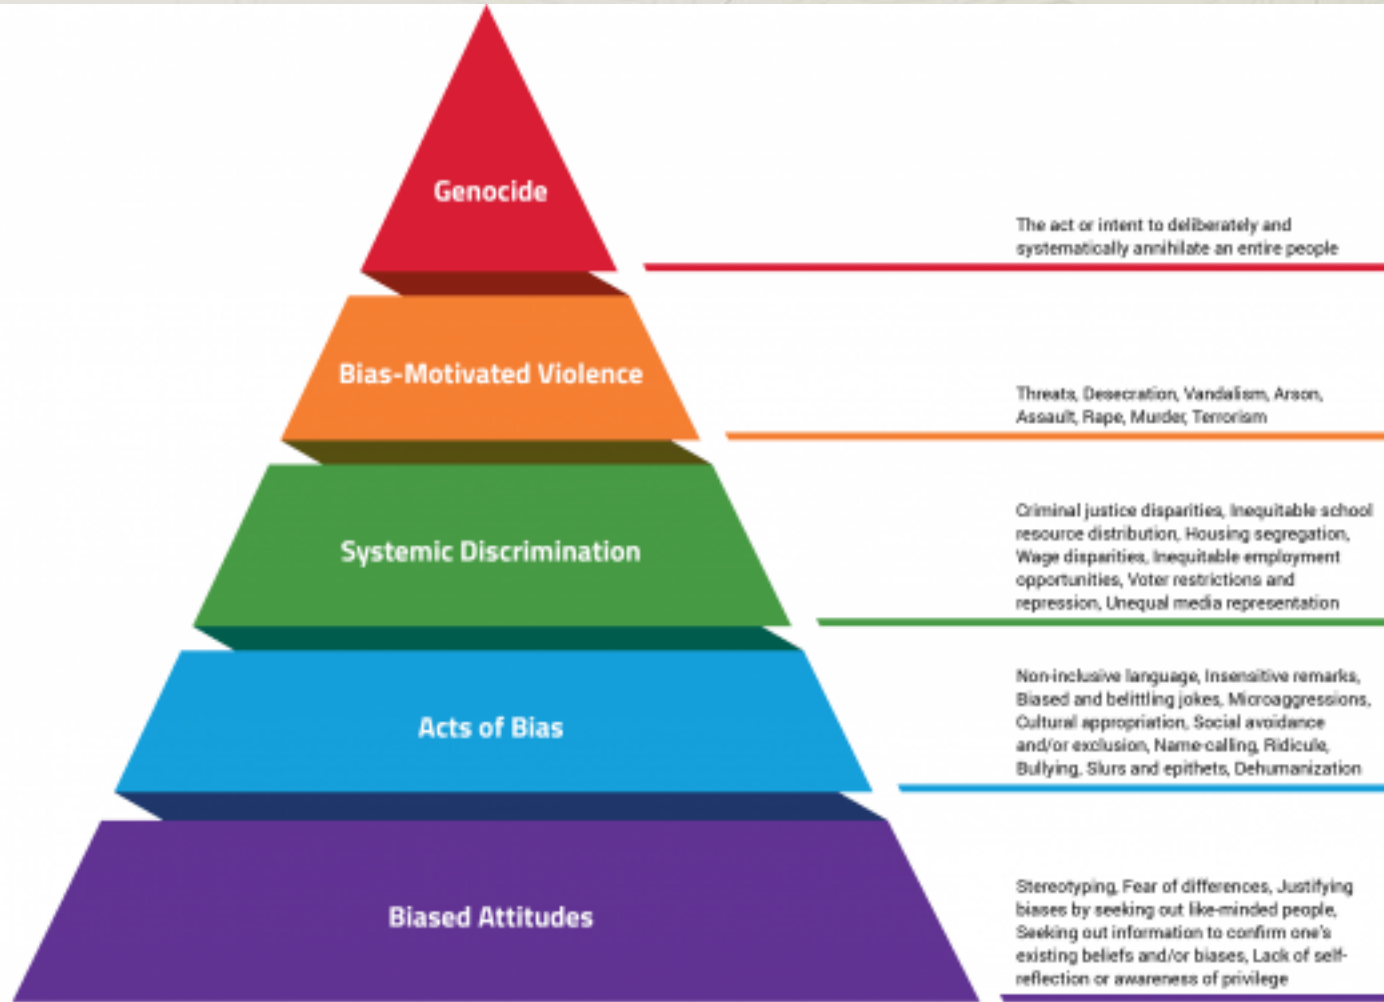 Genocide
The act or intent to deliberately and
systematically annihilate an entire people
Bias-Motivated Violence
Threats, Desecration, Vandalism, Arson,
Assault, Rape, Murder, Terrorism
Systemic Discrimination
Criminal justice disparities, Inequitable school
resource distribution, Housing segregation,
Wage disparities, Inequitable employment
opportunities, Voter restrictions and
repression, Unequal media representation
Acts of Bias
Non-inclusive language, Insensitive remarks,
Biased and belittling jokes, Microaggressions,
Cultural appropriation, Social avoidance
and/or exclusion, Name-calling, Ridicule,
Bullying, Slurs and epithets, Dehumanization
Biased Attitudes
Stereotyping, Fear of differences, Justifying
biases by seeking out like-minded people,
Seeking out information to confirm one's
existing beliefs and/or biases, Lack of self-
reflection or awareness of privilege